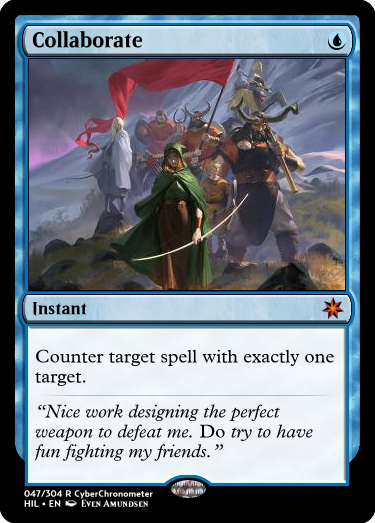 Collaborate
Instant
Counter target spell with exactly one
target.
“Nice work designing the perfect
weapon to defeat me. Do try to have
fun fighting my friends.”
047/304 R CyberChronometer
HIL • EN Even Amundsen